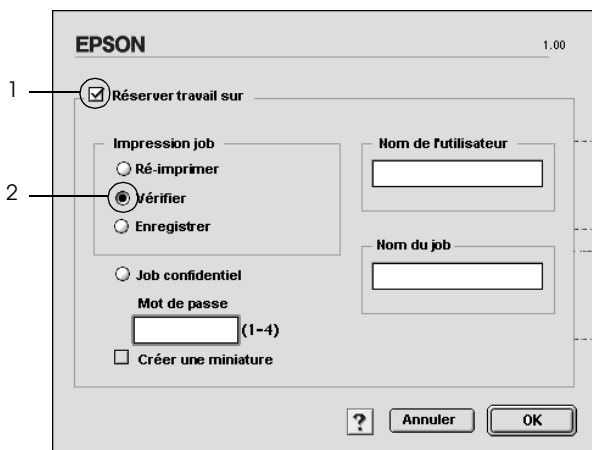 EPSON
1.00
1
Réserver travail sur
Impression job
Ré-imprimer
2
Vérifier
Enregistrer
Nom de l'utilisateur
Nom du job
Job confidentiel
Mot de passe
(1-4)
Créer une miniature
?
Annuler
OK